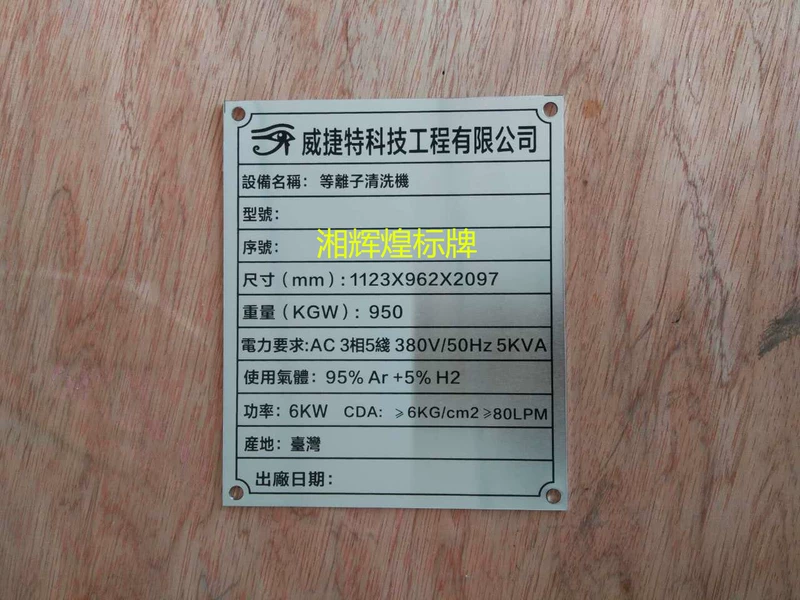 威捷特科技工程有限公司
設備名稱：等離子清洗機
型號：
序號：
湘辉煌标牌
尺寸（mm）：1123X962X2097
重量（KGW）：950
電力要求:AC 3相5綫 380V/50Hz 5KVA
使用氣體：95% Ar +5% H2
功率：6KW CDA: ≥6KG/cm2 ≥80LPM
産地：臺灣
出廠日期：